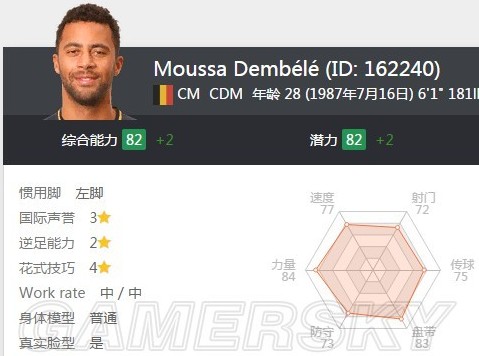 Moussa Dembélé (ID: 162240)
CM CDM 年龄 28 (1987年7月16日) 6'1" 181l
综合能力 82 +2 潜力 82 +2
惯用脚 左脚
国际声誉 3
逆足能力 2
花式技巧 4
Work rate 中 / 中
身体模型 普通
真实脸型 是
速度
77
射门
72
力量
84
传球
75
防守
73
盘带
83
GAMERSKY